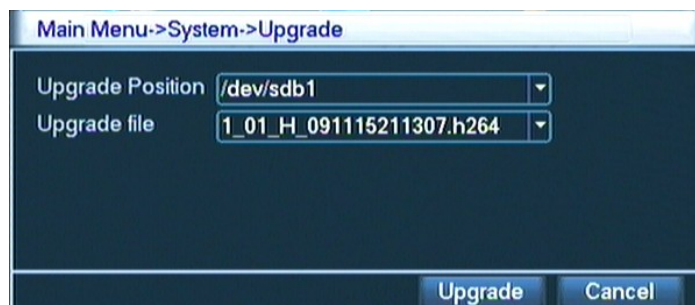 Main Menu->System->Upgrade
Upgrade Position /dev/sdb1
Upgrade file 1_01_H_091115211307.h264
Upgrade Cancel